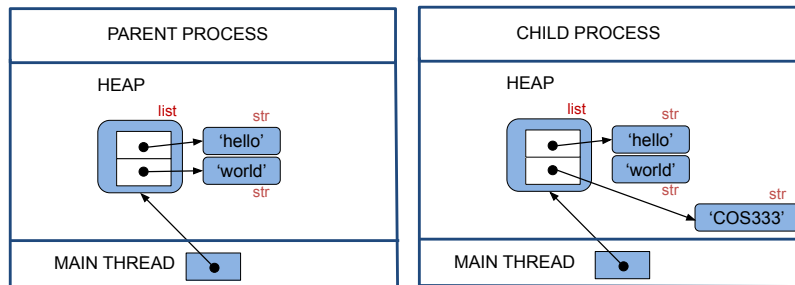 PARENT PROCESS
HEAP
list
str
‘hello’
‘world’
str
MAIN THREAD
CHILD PROCESS
HEAP
list
str
‘hello’
‘world’
str
str
‘COS333’
MAIN THREAD